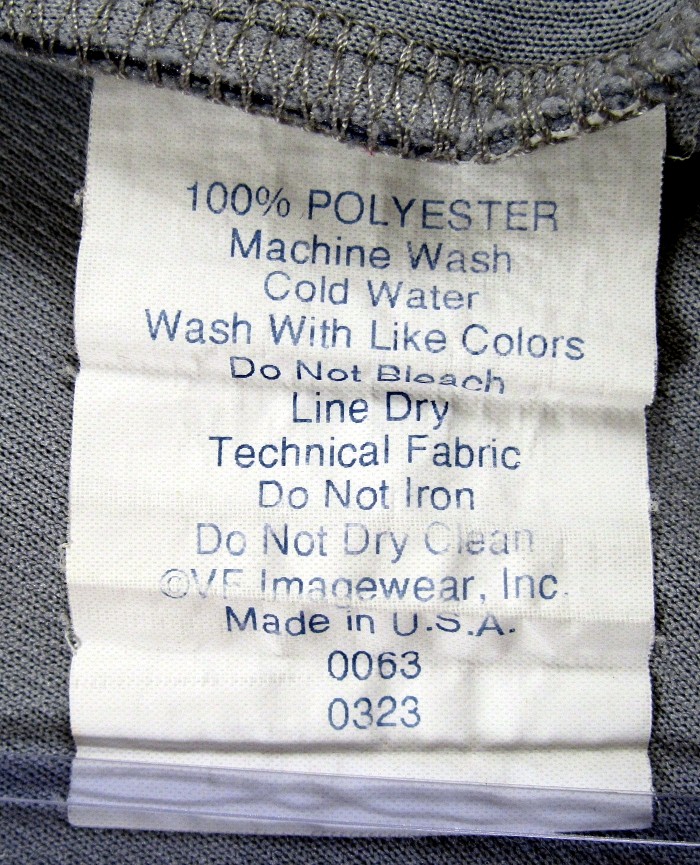 100% POLYESTER
Machine Wash
Cold Water
Wash With Like Colors
Do Not Bleach
Line Dry
Technical Fabric
Do Not Iron
Do Not Dry Clean
©VF Imagewear, Inc.
Made in U.S.A.
0063
0323